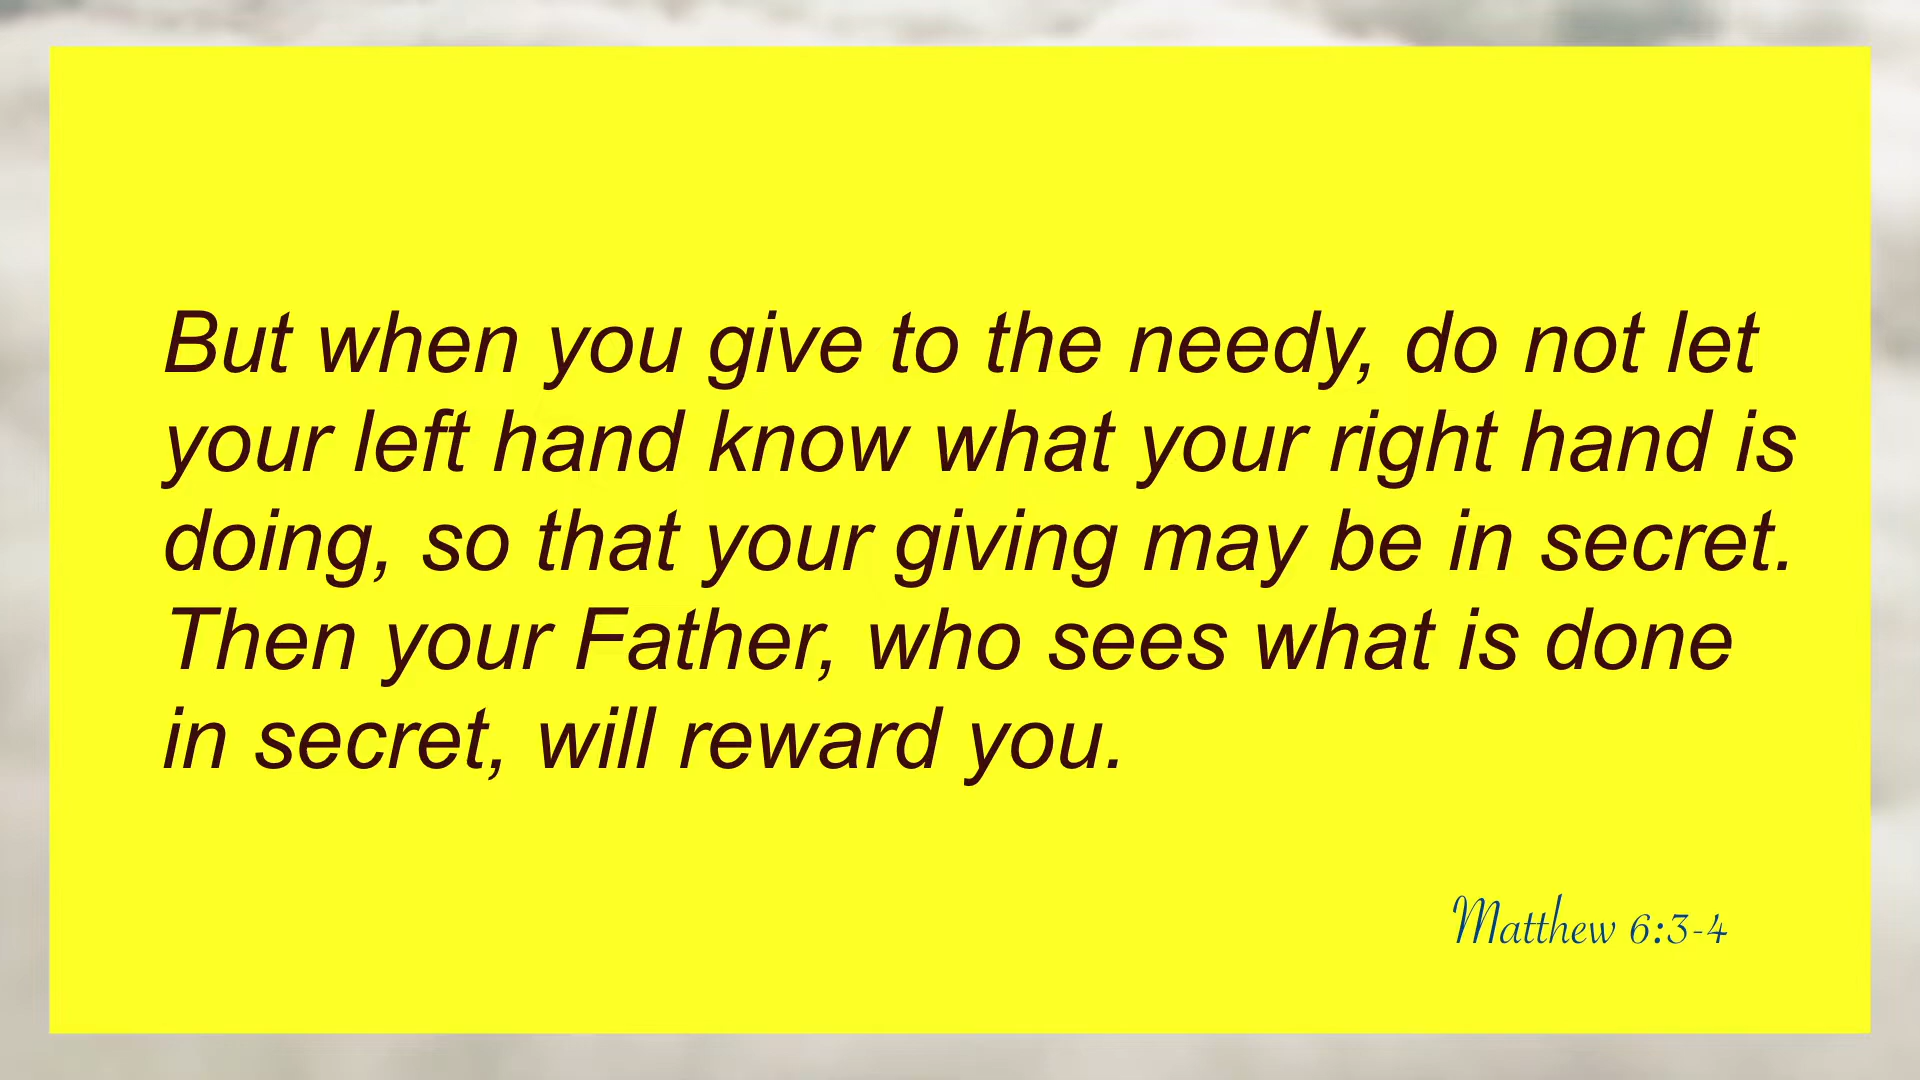 But when you give to the needy, do not let
your left hand know what your right hand is
doing, so that your giving may be in secret.
Then your Father, who sees what is done
in secret, will reward you.
Matthew 6:3-4